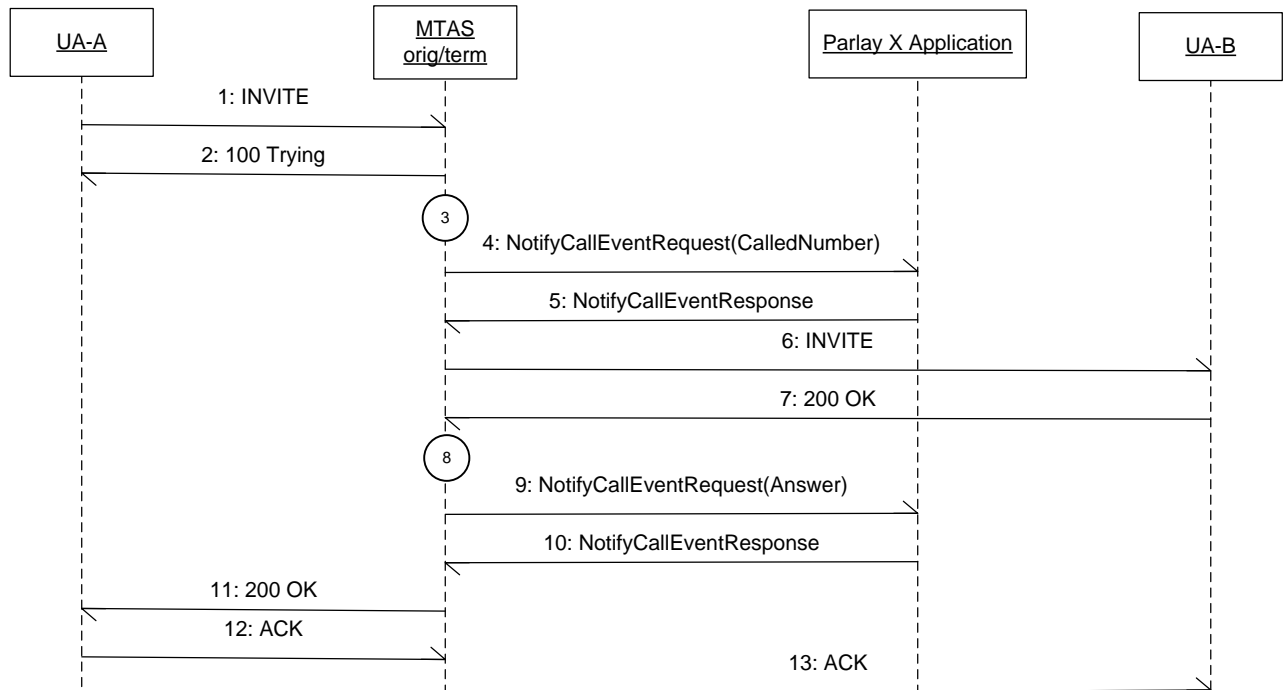 UA-A
MTAS
orig/term
Parlay X Application
UA-B
1: INVITE
2: 100 Trying
3
4: NotifyCallEventRequest(CalledNumber)
5: NotifyCallEventResponse
6: INVITE
7: 200 OK
8
9: NotifyCallEventRequest(Answer)
10: NotifyCallEventResponse
11: 200 OK
12: ACK
13: ACK